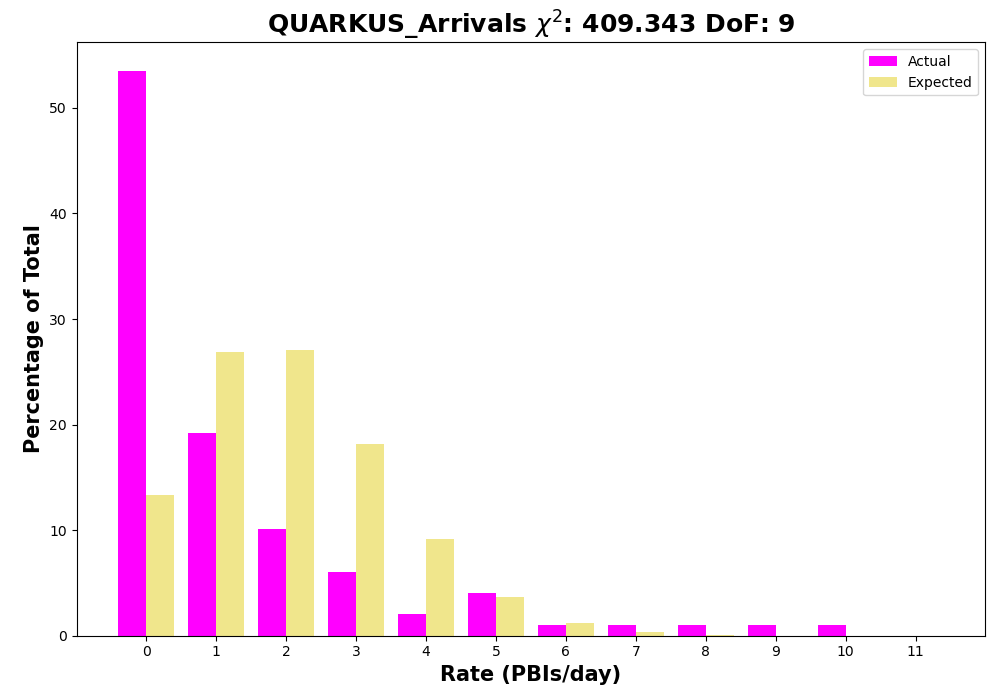 QUARKUS_Arrivals χ²: 409.343 DoF: 9
Actual
Expected
Percentage of Total
50
40
30
20
10
0
0 1 2 3 4 5 6 7 8 9 10 11
Rate (PBIs/day)